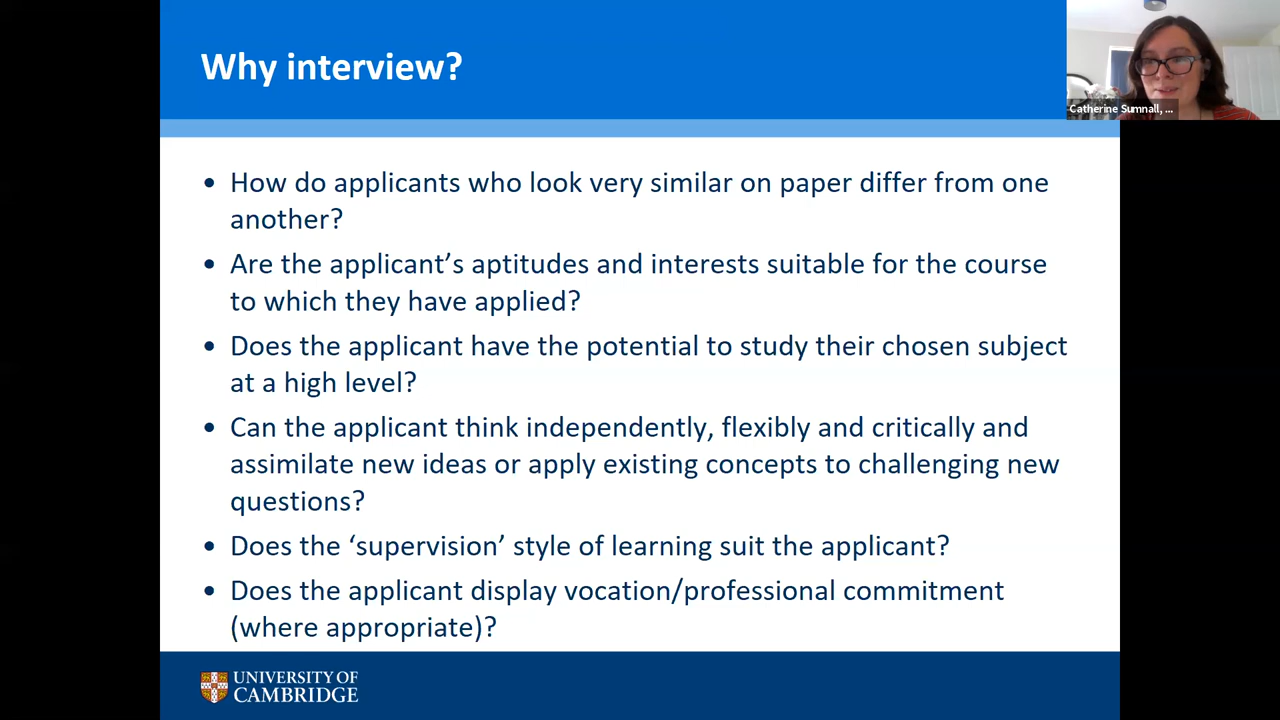 Why interview?
Catherine Sumnall, ...
• How do applicants who look very similar on paper differ from one
another?
• Are the applicant’s aptitudes and interests suitable for the course
to which they have applied?
• Does the applicant have the potential to study their chosen subject
at a high level?
• Can the applicant think independently, flexibly and critically and
assimilate new ideas or apply existing concepts to challenging new
questions?
• Does the ‘supervision’ style of learning suit the applicant?
• Does the applicant display vocation/professional commitment
(where appropriate)?
UNIVERSITY OF
CAMBRIDGE